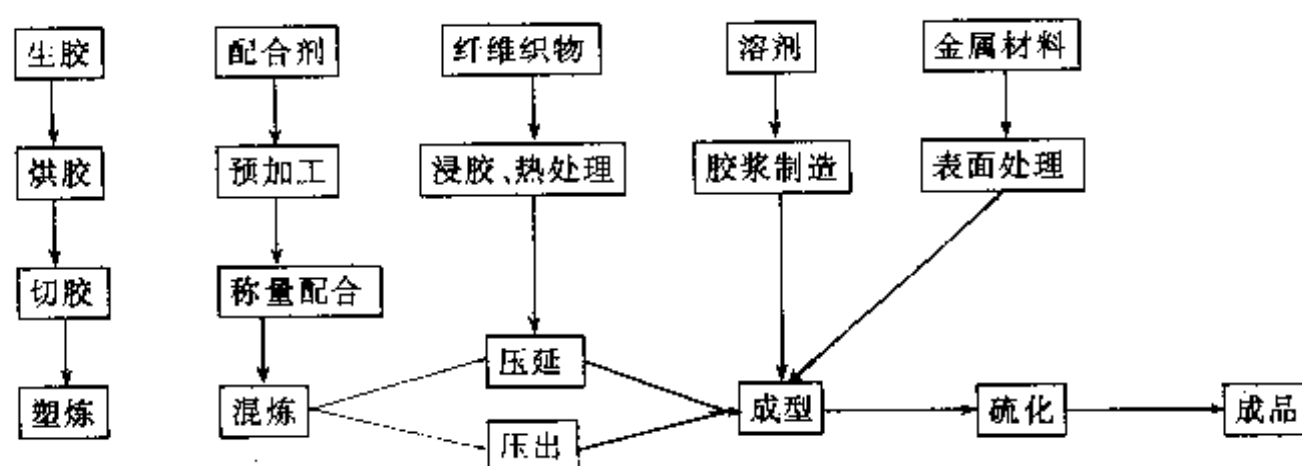 生胶 配合剂 纤维织物 溶剂 金属材料
烘胶 预加工 浸胶、热处理 胶浆制造 表面处理
切胶 称量配合
压延
塑炼 混炼 成型 硫化 成品
压出